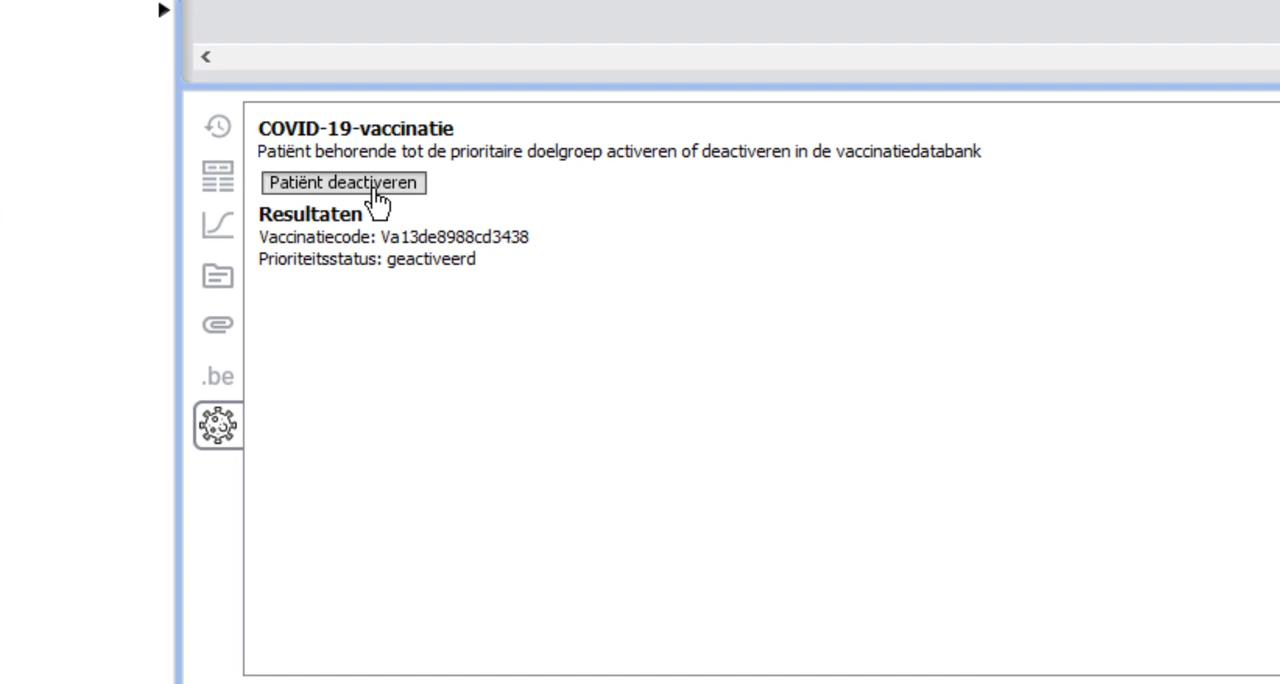 COVID-19-vaccinatie
Patiënt behorende tot de prioritaire doelgroep activeren of deactiveren in de vaccinatiedatabank
Patiënt deactiveren
Resultaten
Vaccinatiecode: Va13de8988cd3438
Prioriteitsstatus: geactiveerd
.be